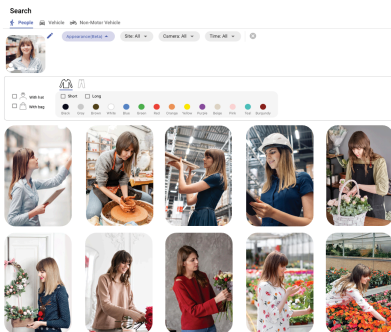 Search
People Vehicle Non-Motor Vehicle
Appearance(Beta) Site: All Camera: All Time: All
With hat
With bag
Short Long
Black Gray Brown White Blue Green Red Orange Yellow Purple Beige Pink Teal Burgundy